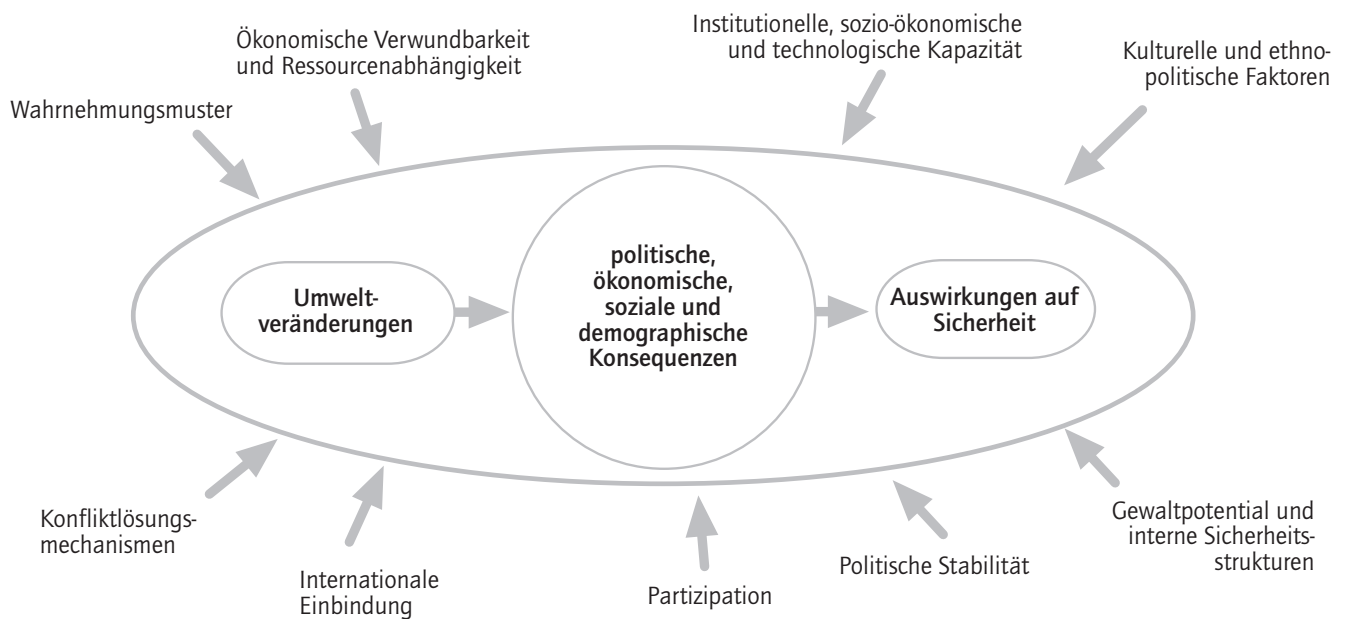 Ökonomische Verwundbarkeit
und Ressourcenabhängigkeit
Institutionelle, sozio-ökonomische
und technologische Kapazität
Kulturelle und ethno-
politische Faktoren
Wahrnehmungsmuster
Umwelt-
veränderungen
politische,
ökonomische,
soziale und
demographische
Konsequenzen
Auswirkungen auf
Sicherheit
Konfliktlösungs-
mechanismen
Internationale
Einbindung
Partizipation
Politische Stabilität
Gewaltpotential und
interne Sicherheits-
strukturen